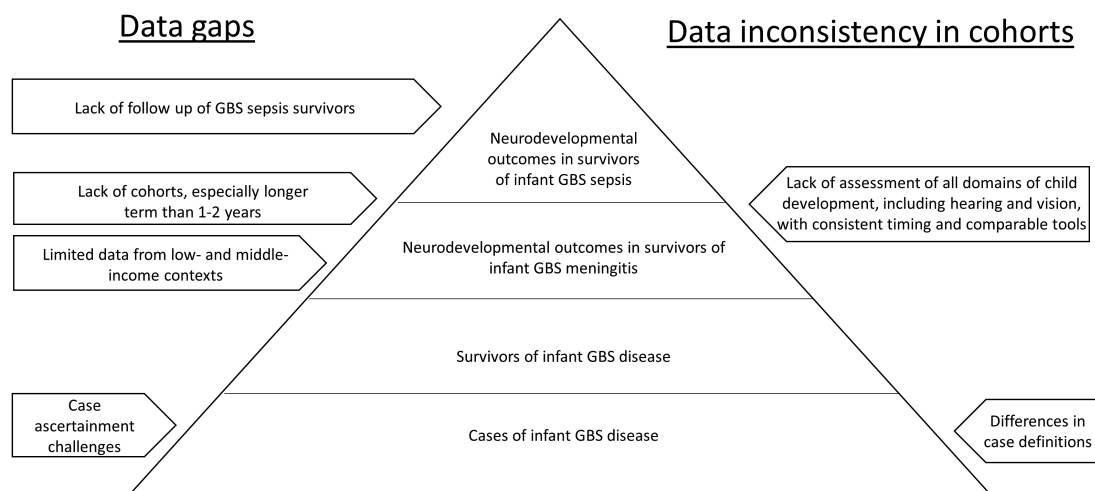 Data gaps
Data inconsistency in cohorts
Lack of follow up of GBS sepsis survivors
Neurodevelopmental
outcomes in survivors
of infant GBS sepsis
Lack of cohorts, especially longer
term than 1-2 years
Lack of assessment of all domains of child
development, including hearing and vision,
with consistent timing and comparable tools
Limited data from low- and middle-
income contexts
Neurodevelopmental outcomes in survivors of
infant GBS meningitis
Survivors of infant GBS disease
Case
ascertainment
challenges
Cases of infant GBS disease
Differences in
case definitions